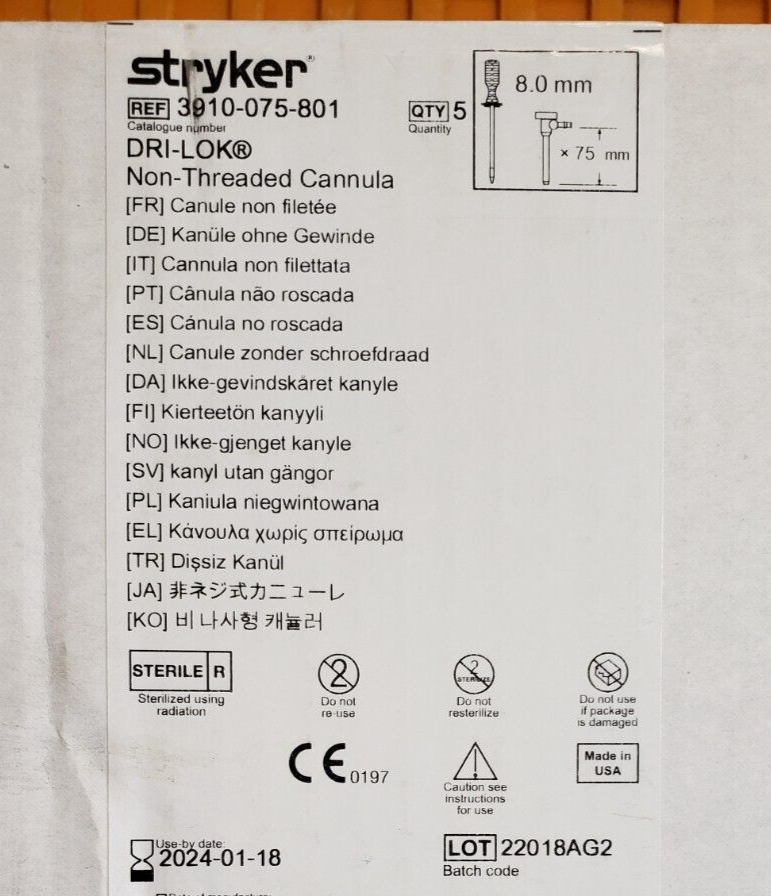 stryker®
REF 3910-075-801
Catalogue number
QTY 5
Quantity
8.0 mm
× 75 mm
DRI-LOK®
Non-Threaded Cannula
[FR] Canule non filetée
[DE] Kanüle ohne Gewinde
[IT] Cannula non filettata
[PT] Cânula não roscada
[ES] Cánula no roscada
[NL] Canule zonder schroefdraad
[DA] Ikke-gevindskåret kanyle
[FI] Kierteetön kanyyli
[NO] Ikke-gjenget kanyle
[SV] kanyl utan gängor
[PL] Kaniula niegwintowana
[EL] Κάνουλα χωρίς σπείρωμα
[TR] Dişsiz Kanül
[JA] 非ネジ式カニューレ
[KO] 비 나사형 캐뉼러
STERILE R
Sterilized using
radiation
2
Do not
re-use
2
STERILIZE
Do not
resterilize
Do not use
if package
is damaged
CE 0197
Caution see
instructions
for use
Made in
USA
Use-by date:
2024-01-18
LOT 22018AG2
Batch code